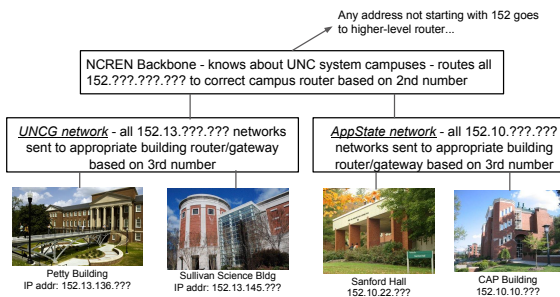 Any address not starting with 152 goes
to higher-level router...
NCREN Backbone - knows about UNC system campuses - routes all
152.???.???.??? to correct campus router based on 2nd number
UNCG network - all 152.13.???.??? networks
sent to appropriate building router/gateway
based on 3rd number
AppState network - all 152.10.???.???
networks sent to appropriate building
router/gateway based on 3rd number
Petty Building
IP addr: 152.13.136.???
Sullivan Science Bldg
IP addr: 152.13.145.???
Sanford Hall
152.10.22.???
CAP Building
152.10.10.???